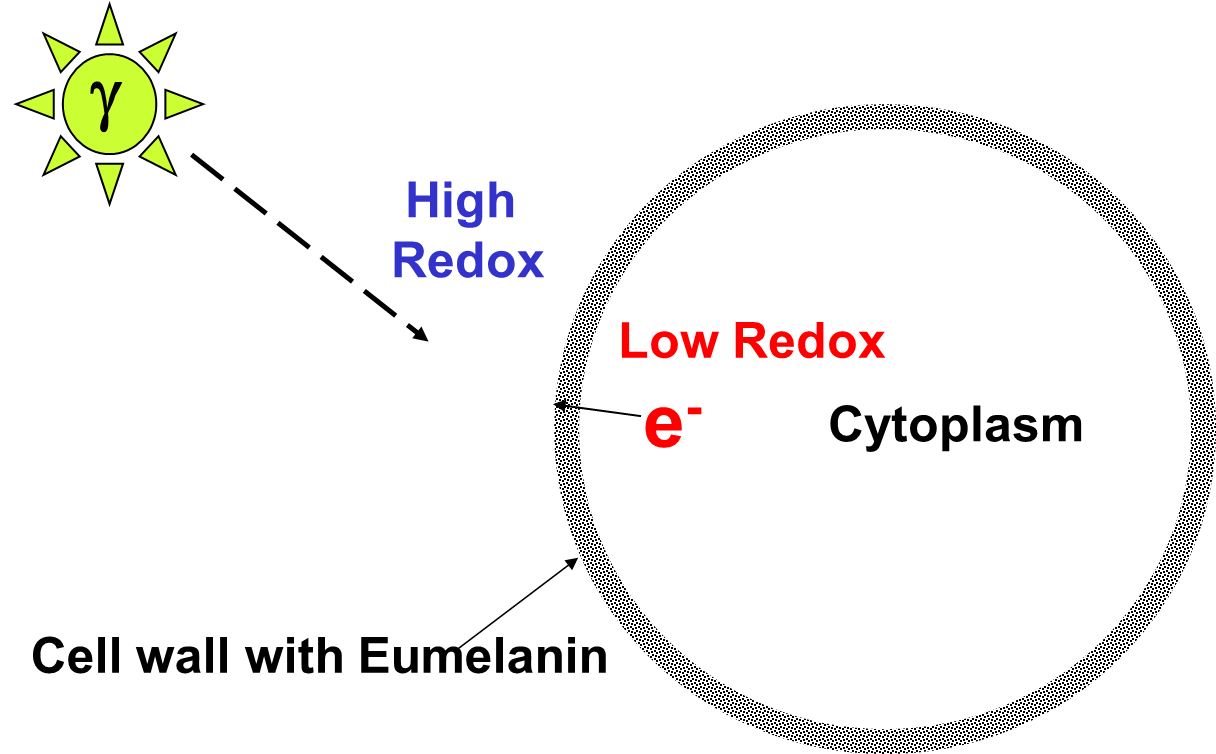 γ
High
Redox
Low Redox
e⁻
Cytoplasm
Cell wall with Eumelanin